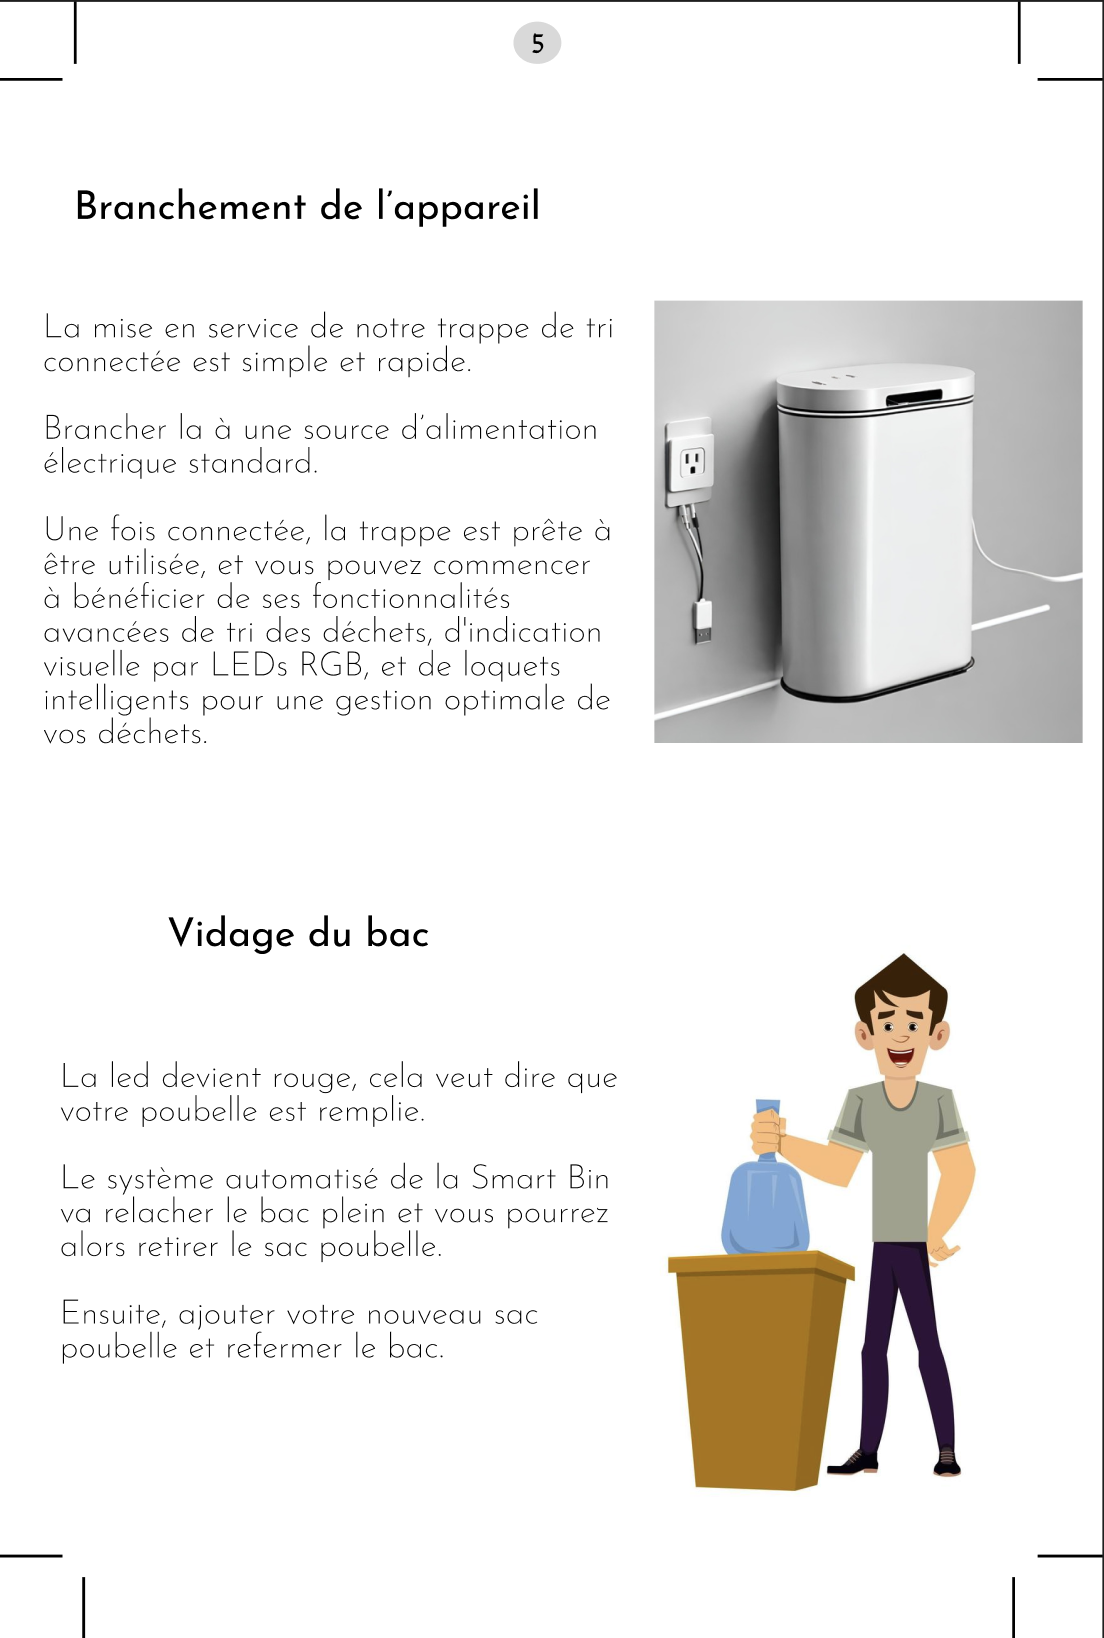 5
Branchement de l’appareil
La mise en service de notre trappe de tri
connectée est simple et rapide.
Brancher la à une source d’alimentation
électrique standard.
Une fois connectée, la trappe est prête à
être utilisée, et vous pouvez commencer
à bénéficier de ses fonctionnalités
avancées de tri des déchets, d'indication
visuelle par LEDs RGB, et de loquets
intelligents pour une gestion optimale de
vos déchets.
Vidage du bac
La led devient rouge, cela veut dire que
votre poubelle est remplie.
Le système automatisé de la Smart Bin
va relacher le bac plein et vous pourrez
alors retirer le sac poubelle.
Ensuite, ajouter votre nouveau sac
poubelle et refermer le bac.